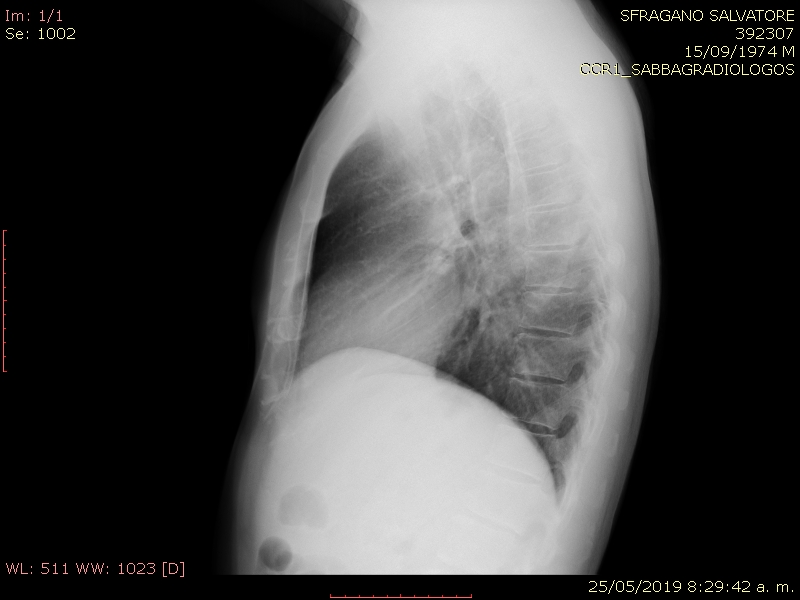 Im: 1/1
Se: 1002
SFRAGANO SALVATORE
392307
15/09/1974 M
CCR1_SABBAGRADIOLOGOS
WL: 511 WW: 1023 [D]
25/05/2019 8:29:42 a. m.